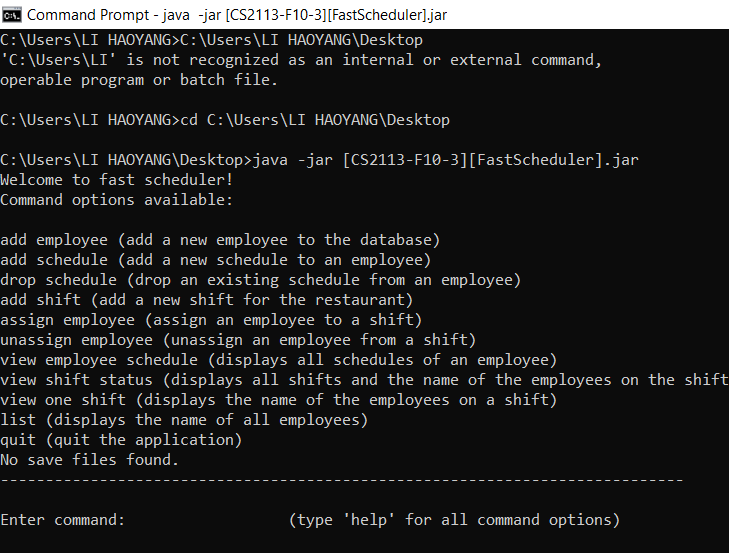 Command Prompt - java  -jar [CS2113-F10-3][FastScheduler].jar
C:\Users\LI HAOYANG>C:\Users\LI HAOYANG\Desktop
'C:\Users\LI' is not recognized as an internal or external command,
operable program or batch file.
C:\Users\LI HAOYANG>cd C:\Users\LI HAOYANG\Desktop
C:\Users\LI HAOYANG\Desktop>java -jar [CS2113-F10-3][FastScheduler].jar
Welcome to fast scheduler!
Command options available:
add employee (add a new employee to the database)
add schedule (add a new schedule to an employee)
drop schedule (drop an existing schedule from an employee)
add shift (add a new shift for the restaurant)
assign employee (assign an employee to a shift)
unassign employee (unassign an employee from a shift)
view employee schedule (displays all schedules of an employee)
view shift status (displays all shifts and the name of the employees on the shift
view one shift (displays the name of the employees on a shift)
list (displays the name of all employees)
quit (quit the application)
No save files found.
----------------------------------------------------------------------------
Enter command:                  (type 'help' for all command options)